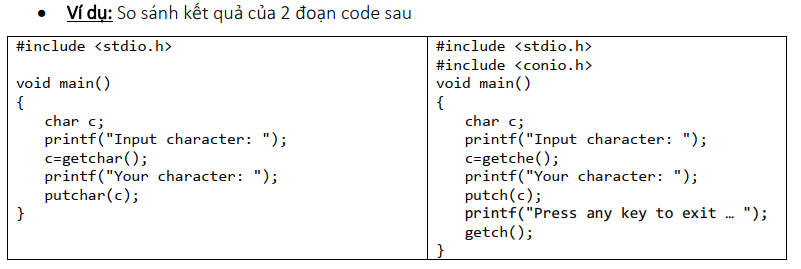 • Ví dụ: So sánh kết quả của 2 đoạn code sau
#include <stdio.h>
void main()
{
char c;
printf("Input character: ");
c=getchar();
printf("Your character: ");
putchar(c);
}
#include <stdio.h>
#include <conio.h>
void main()
{
char c;
printf("Input character: ");
c=getche();
printf("Your character: ");
putch(c);
printf("Press any key to exit … ");
getch();
}